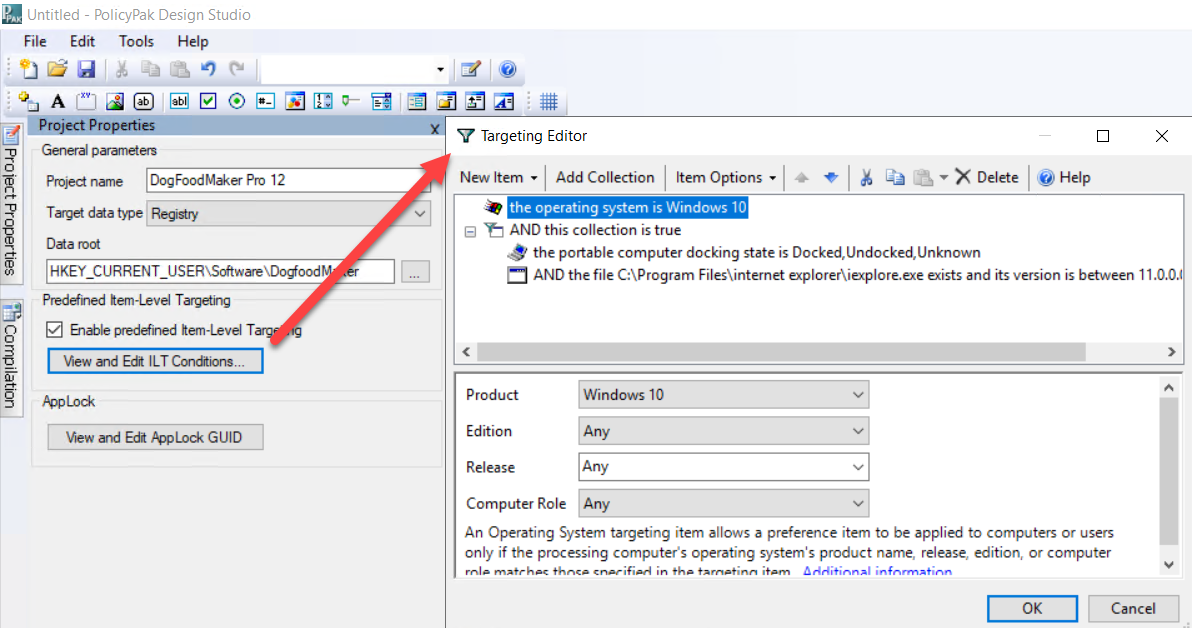 PPAK Untitled - PolicyPak Design Studio
File Edit Tools Help
A XY ab abl
Project Properties X
General parameters
Project name DogFoodMaker Pro 12
Target data type Registry
Data root
HKEY_CURRENT_USER\Software\DogfoodMaker ...
Predefined Item-Level Targeting
Enable predefined Item-Level Targeting
View and Edit ILT Conditions...
AppLock
View and Edit AppLock GUID
Project Properties
Compilation
Targeting Editor
New Item Add Collection Item Options Delete Help
the operating system is Windows 10
AND this collection is true
the portable computer docking state is Docked,Undocked,Unknown
AND the file C:\Program Files\internet explorer\iexplore.exe exists and its version is between 11.0.0.0
Product Windows 10
Edition Any
Release Any
Computer Role Any
An Operating System targeting item allows a preference item to be applied to computers or users
only if the processing computer's operating system's product name, release, edition, or computer
role matches those specified in the targeting item. Additional information
OK Cancel